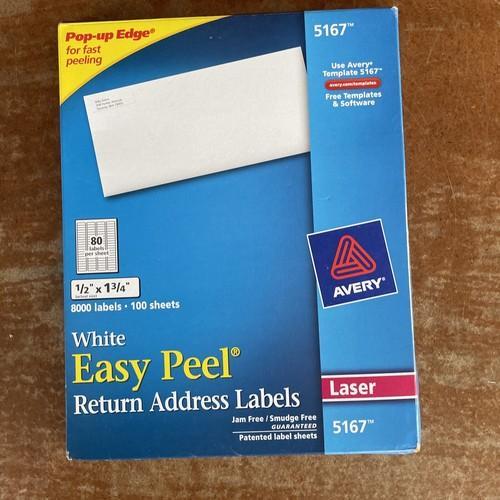 Pop-up Edge®
for fast
peeling
5167™
Use Avery®
Template 5167™
avery.com/templates
Free Templates
& Software
80
labels
per sheet
1/2" x 1 3/4"
8000 labels • 100 sheets
AVERY®
White
Easy Peel®
Return Address Labels
Laser
Jam Free / Smudge Free
GUARANTEED
Patented label sheets
5167™